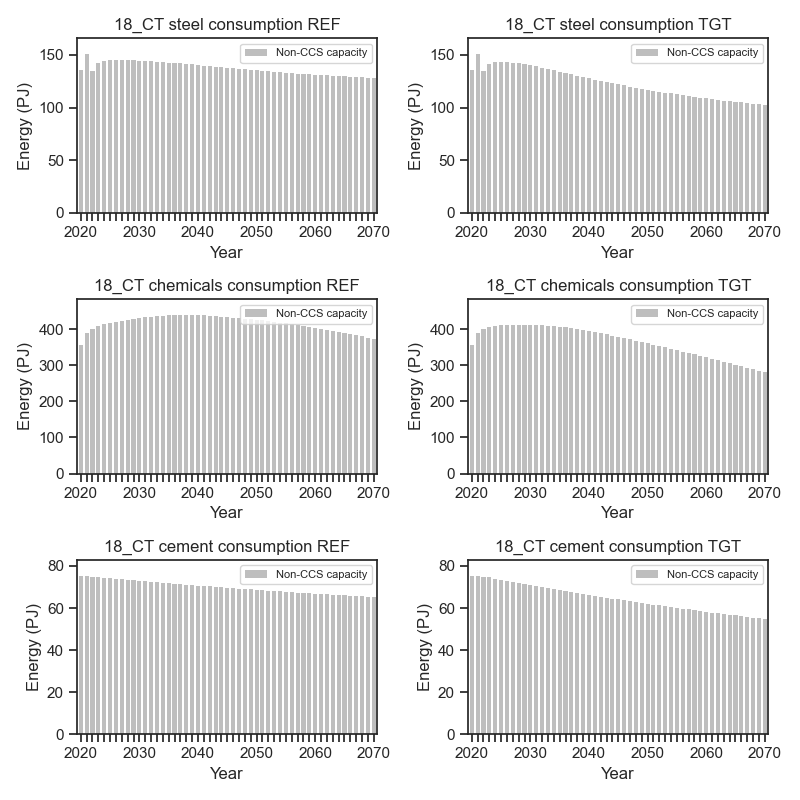 18_CT steel consumption REF
Energy (PJ)
150
100
50
0
Non-CCS capacity
2020 2030 2040 2050 2060 2070
Year
18_CT steel consumption TGT
Energy (PJ)
150
100
50
0
Non-CCS capacity
2020 2030 2040 2050 2060 2070
Year
18_CT chemicals consumption REF
Energy (PJ)
400
300
200
100
0
Non-CCS capacity
2020 2030 2040 2050 2060 2070
Year
18_CT chemicals consumption TGT
Energy (PJ)
400
300
200
100
0
Non-CCS capacity
2020 2030 2040 2050 2060 2070
Year
18_CT cement consumption REF
Energy (PJ)
80
60
40
20
0
Non-CCS capacity
2020 2030 2040 2050 2060 2070
Year
18_CT cement consumption TGT
Energy (PJ)
80
60
40
20
0
Non-CCS capacity
2020 2030 2040 2050 2060 2070
Year